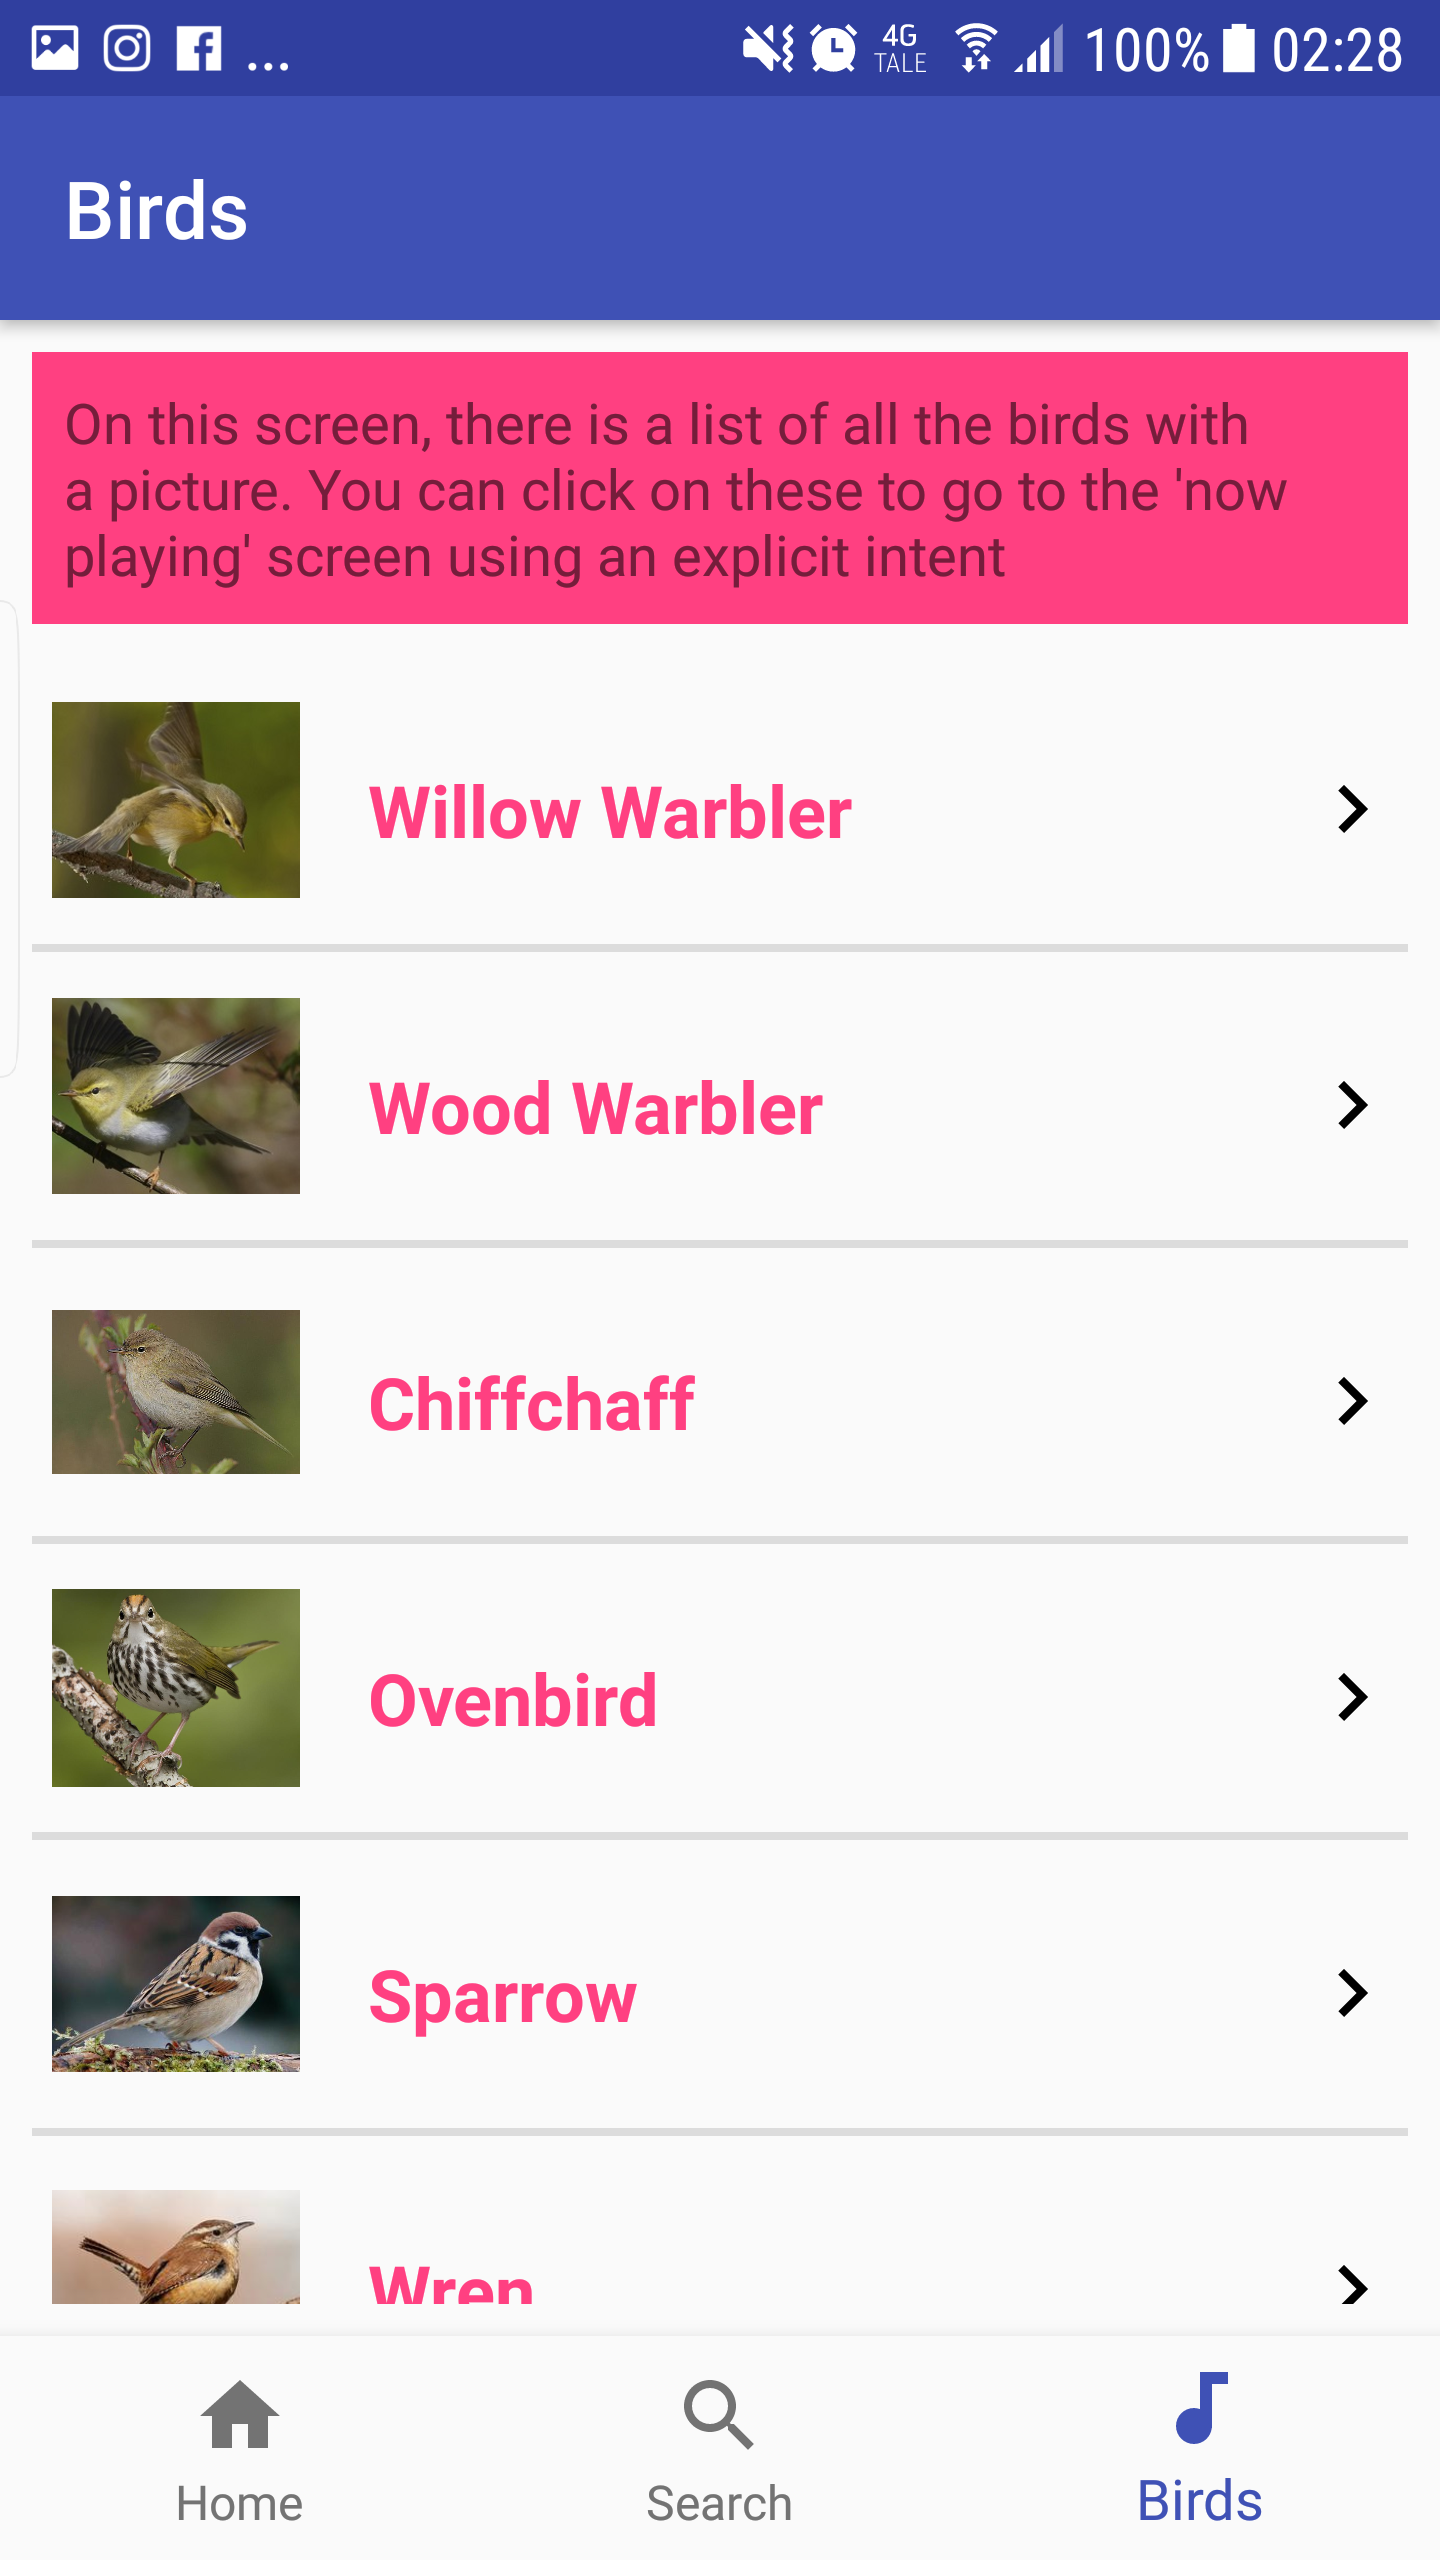 ... 4G TALE 100% 02:28
Birds
On this screen, there is a list of all the birds with
a picture. You can click on these to go to the 'now
playing' screen using an explicit intent
Willow Warbler
Wood Warbler
Chiffchaff
Ovenbird
Sparrow
Wren
Home Search Birds